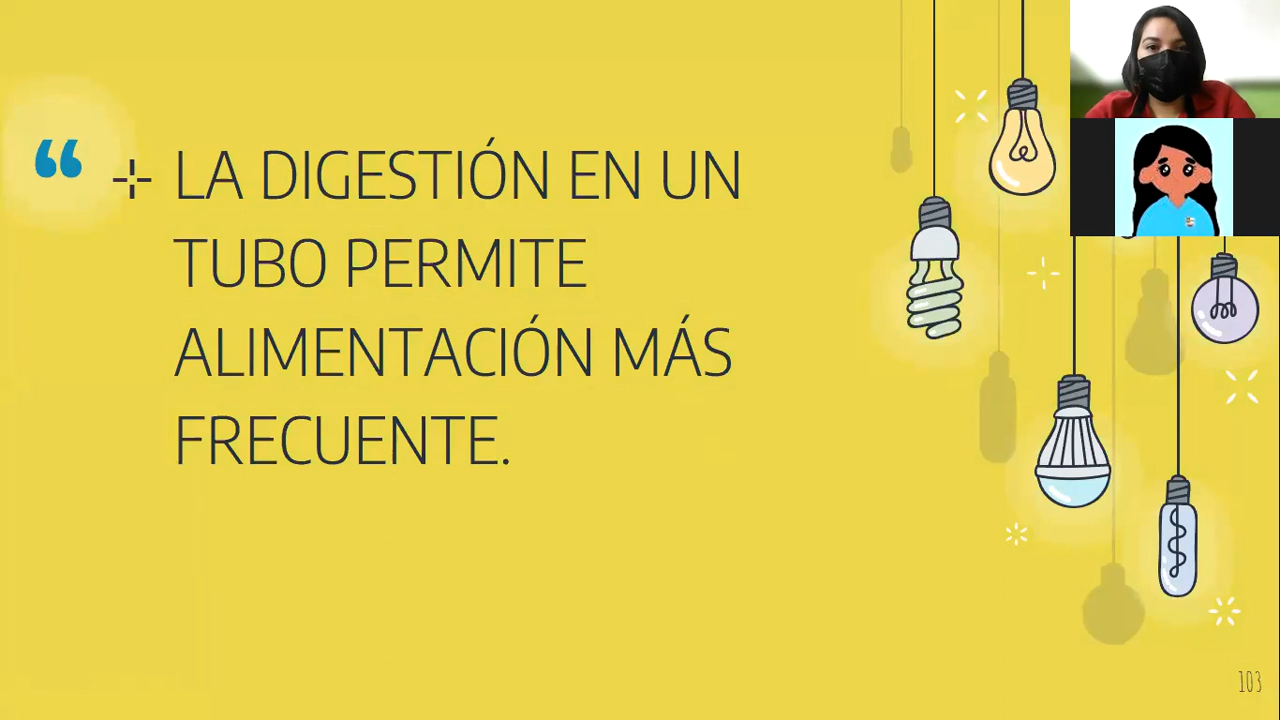 “ LA DIGESTIÓN EN UN
TUBO PERMITE
ALIMENTACIÓN MÁS
FRECUENTE.
103